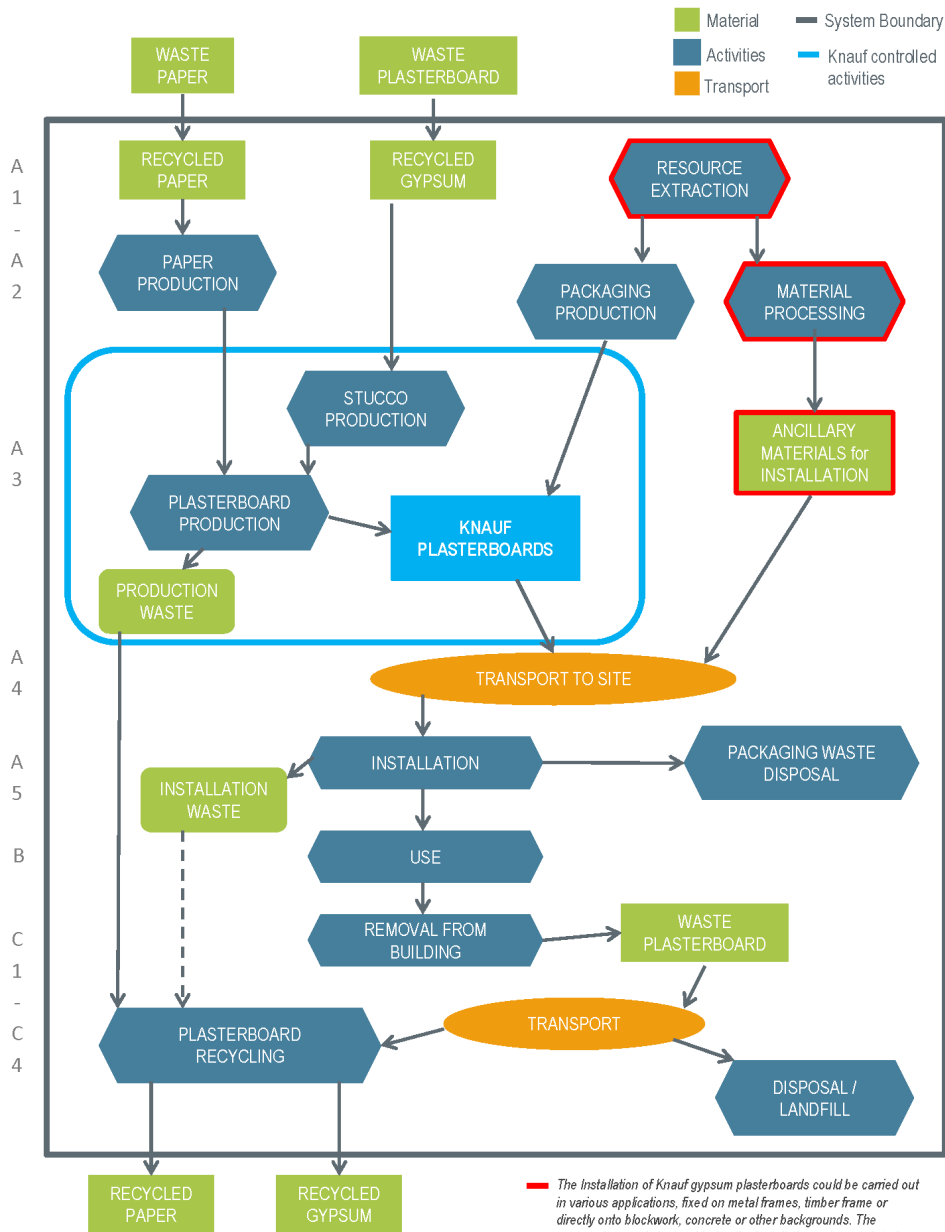 Material
System Boundary
Activities
Knauf controlled
activities
Transport
WASTE
PAPER
WASTE
PLASTERBOARD
A
1
-
A
2
RECYCLED
PAPER
RECYCLED
GYPSUM
RESOURCE
EXTRACTION
PAPER
PRODUCTION
PACKAGING
PRODUCTION
MATERIAL
PROCESSING
A
3
STUCCO
PRODUCTION
ANCILLARY
MATERIALS for
INSTALLATION
PLASTERBOARD
PRODUCTION
KNAUF
PLASTERBOARDS
PRODUCTION
WASTE
A
4
TRANSPORT TO SITE
A
5
INSTALLATION
PACKAGING WASTE
DISPOSAL
INSTALLATION
WASTE
B
USE
C
1
-
C
4
REMOVAL FROM
BUILDING
WASTE
PLASTERBOARD
TRANSPORT
PLASTERBOARD
RECYCLING
DISPOSAL /
LANDFILL
RECYCLED
PAPER
RECYCLED
GYPSUM
The Installation of Knauf gypsum plasterboards could be carried out
in various applications, fixed on metal frames, timber frame or
directly onto blockwork, concrete or other backgrounds. The